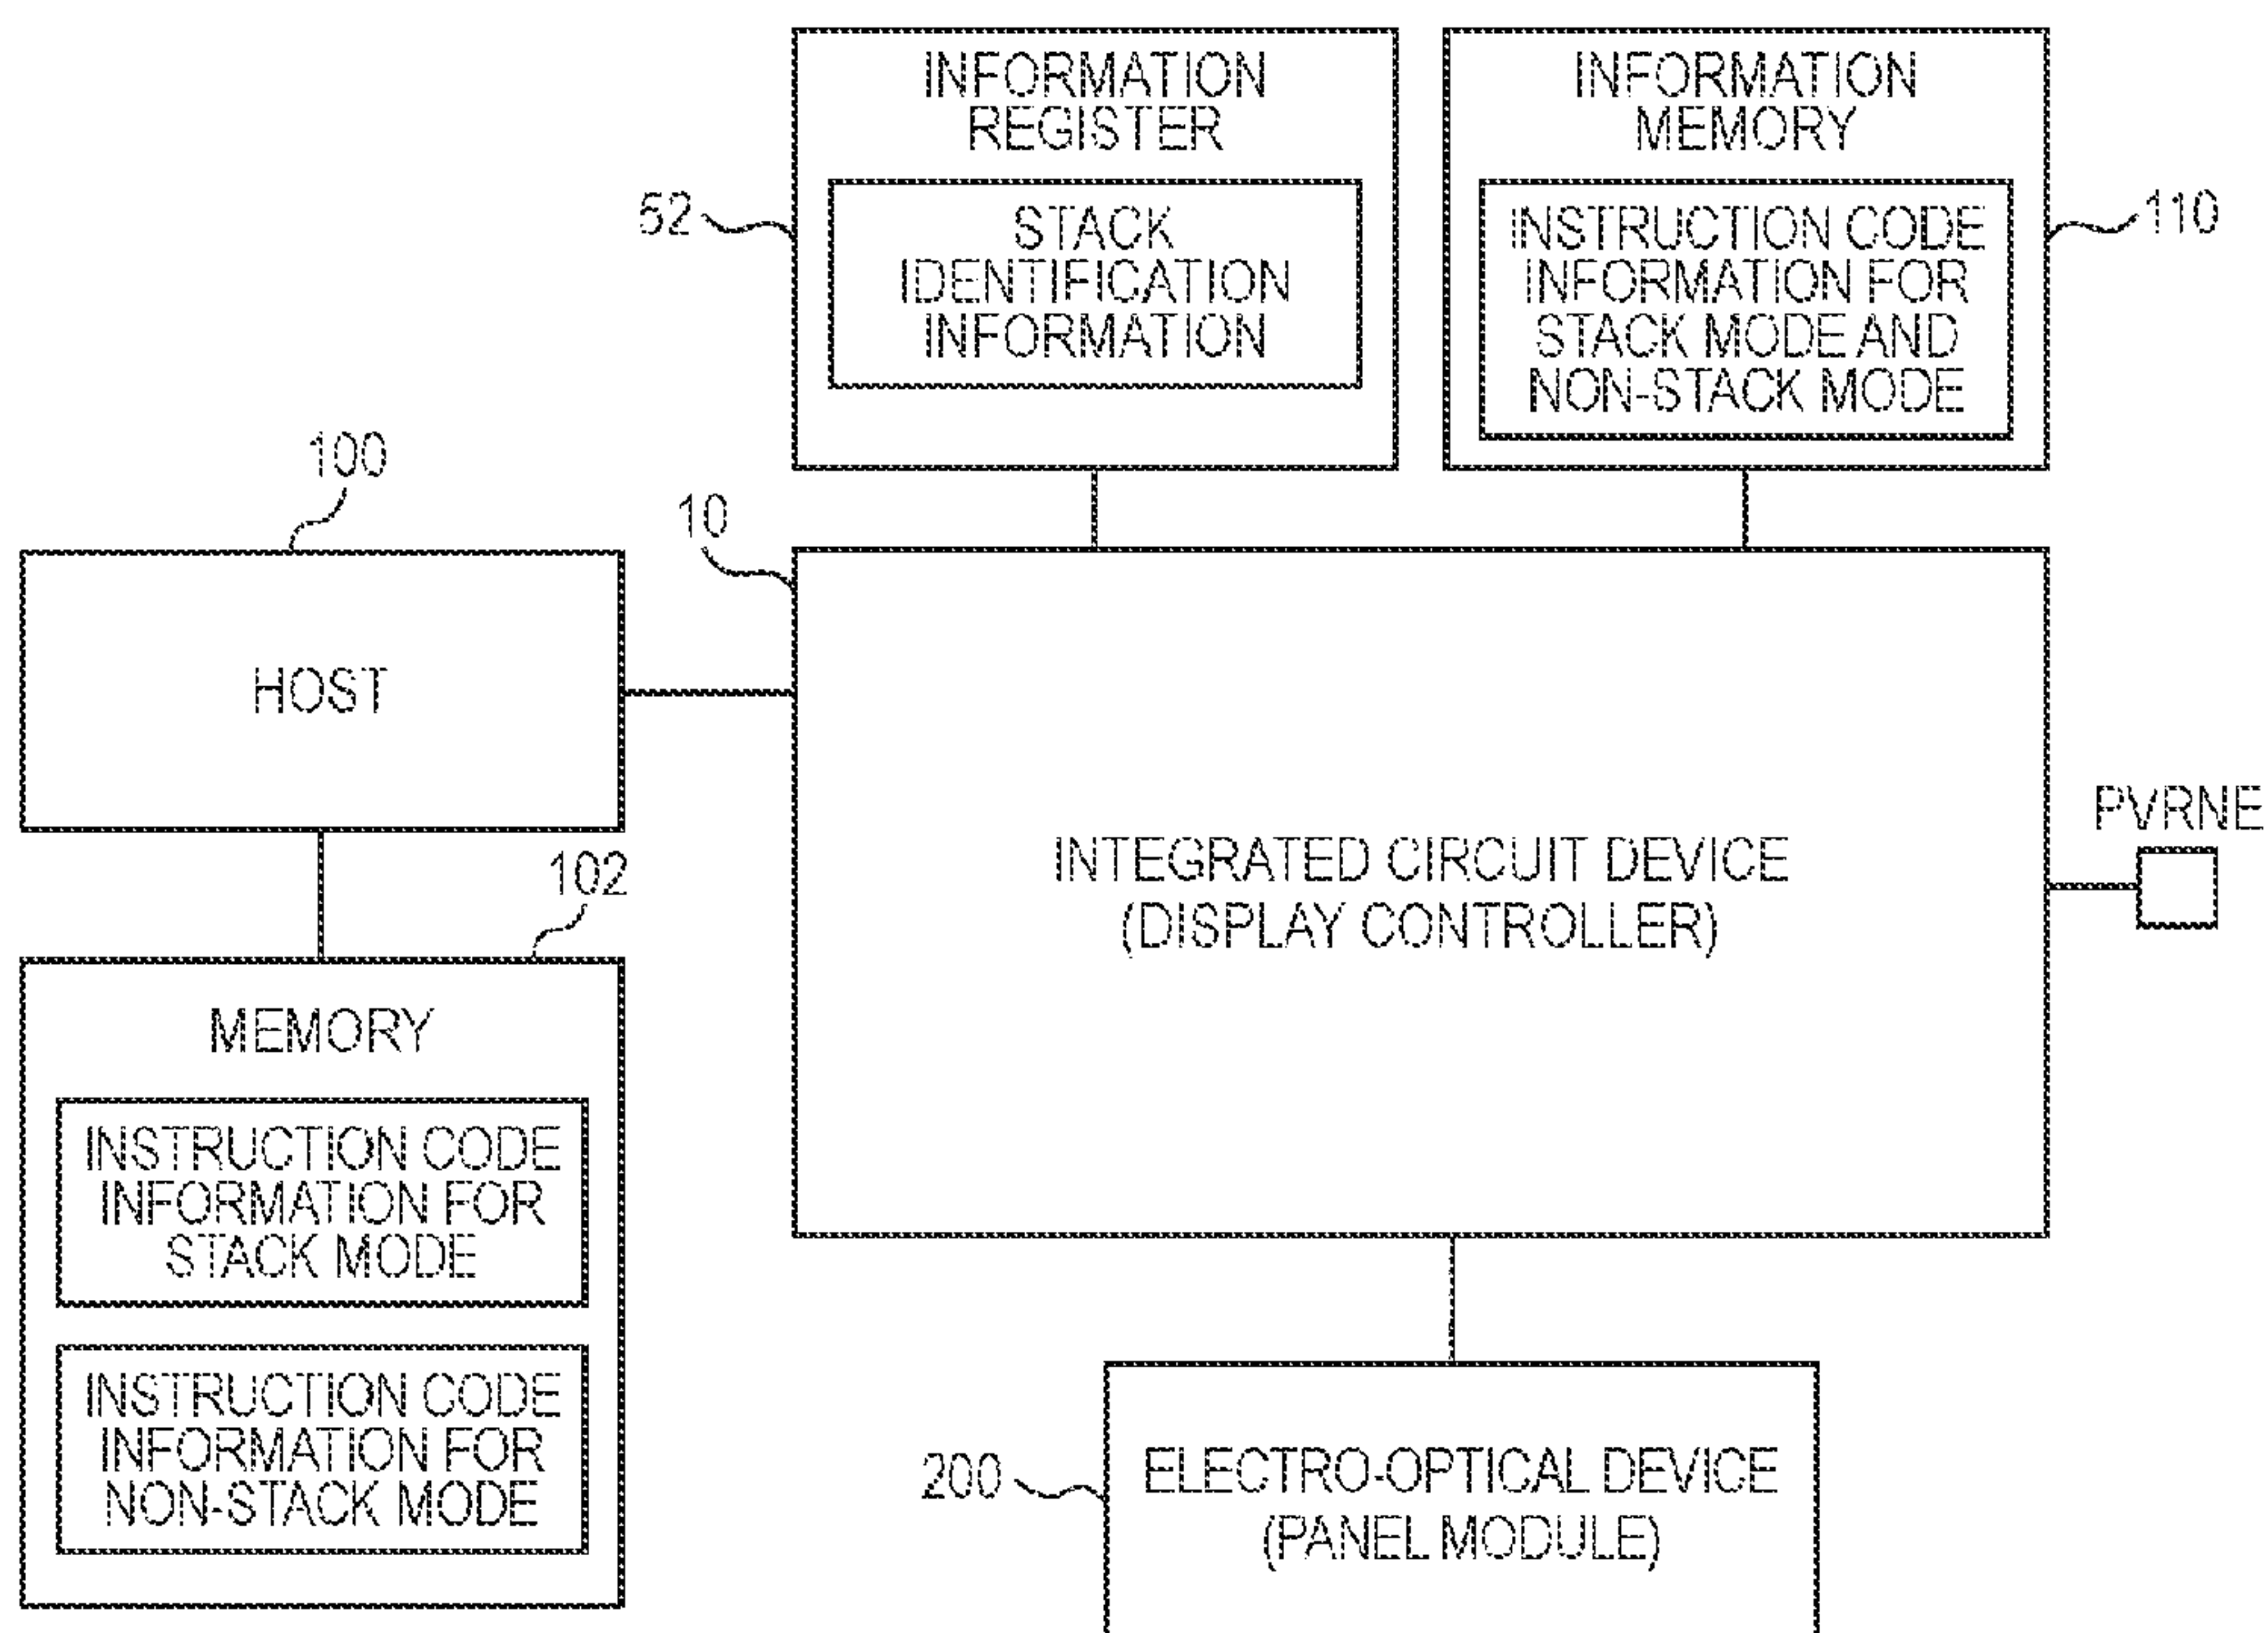 INFORMATION
REGISTER
STACK
IDENTIFICATION
INFORMATION
52
INFORMATION
MEMORY
INSTRUCTION CODE
INFORMATION FOR
STACK MODE AND
NON-STACK MODE
110
100
HOST
10
INTEGRATED CIRCUIT DEVICE
(DISPLAY CONTROLLER)
PVRNE
102
MEMORY
INSTRUCTION CODE
INFORMATION FOR
STACK MODE
INSTRUCTION CODE
INFORMATION FOR
NON-STACK MODE
200
ELECTRO-OPTICAL DEVICE
(PANEL MODULE)